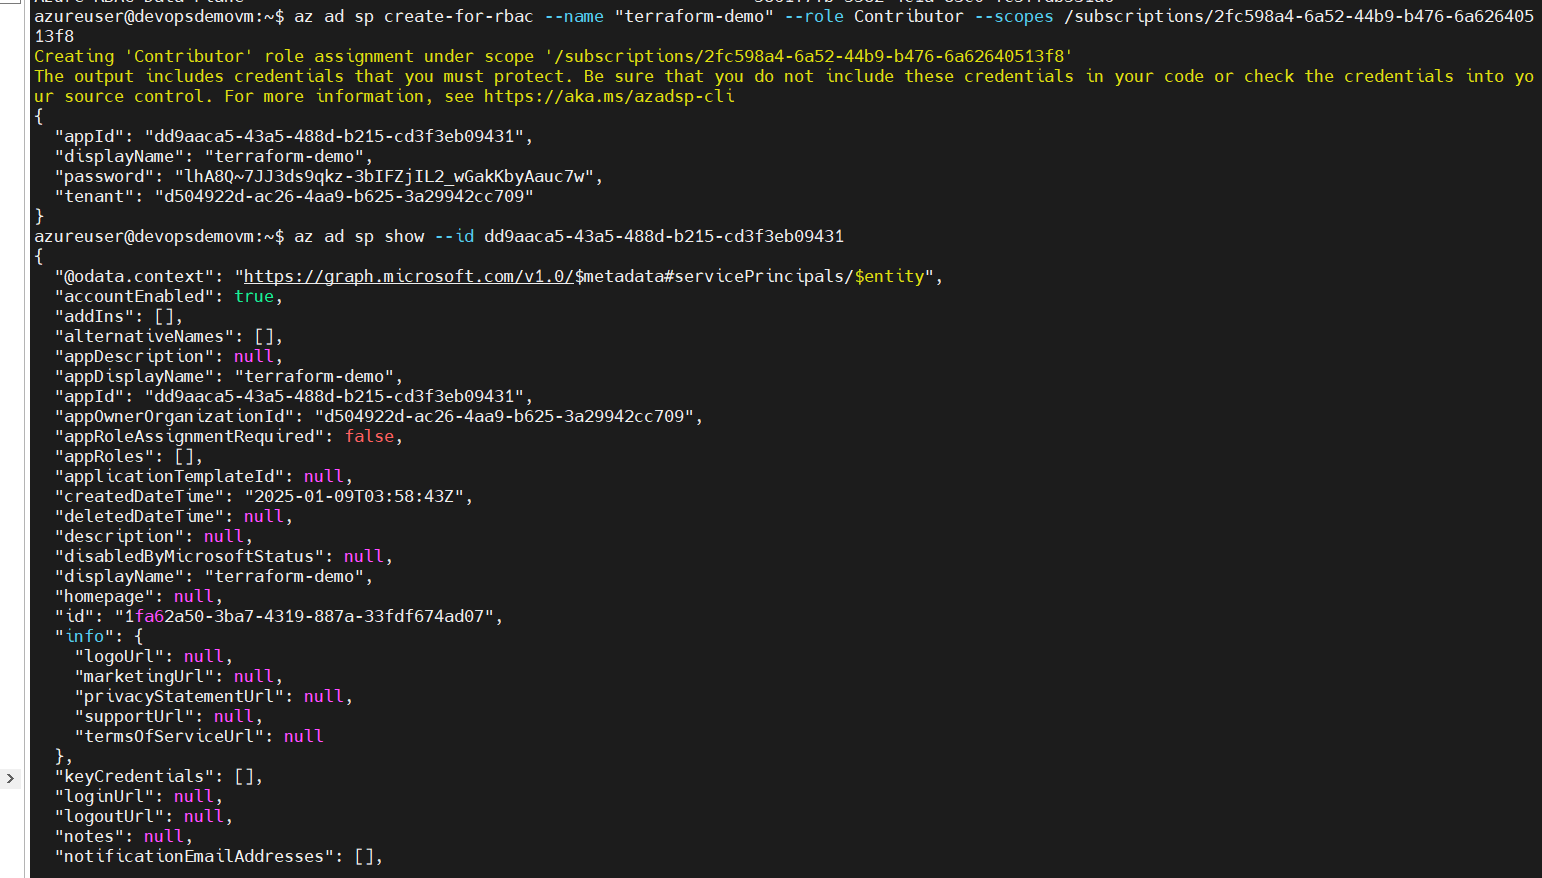 azureuser@devopsdemovm:~$ az ad sp create-for-rbac --name "terraform-demo" --role Contributor --scopes /subscriptions/2fc598a4-6a52-44b9-b476-6a626405
13f8
Creating 'Contributor' role assignment under scope '/subscriptions/2fc598a4-6a52-44b9-b476-6a62640513f8'
The output includes credentials that you must protect. Be sure that you do not include these credentials in your code or check the credentials into yo
ur source control. For more information, see https://aka.ms/azadsp-cli
{
  "appId": "dd9aaca5-43a5-488d-b215-cd3f3eb09431",
  "displayName": "terraform-demo",
  "password": "lhA8Q~7JJ3ds9qkz-3bIFZjIL2_wGakKbyAauc7w",
  "tenant": "d504922d-ac26-4aa9-b625-3a29942cc709"
}
azureuser@devopsdemovm:~$ az ad sp show --id dd9aaca5-43a5-488d-b215-cd3f3eb09431
{
  "@odata.context": "https://graph.microsoft.com/v1.0/$metadata#servicePrincipals/$entity",
  "accountEnabled": true,
  "addIns": [],
  "alternativeNames": [],
  "appDescription": null,
  "appDisplayName": "terraform-demo",
  "appId": "dd9aaca5-43a5-488d-b215-cd3f3eb09431",
  "appOwnerOrganizationId": "d504922d-ac26-4aa9-b625-3a29942cc709",
  "appRoleAssignmentRequired": false,
  "appRoles": [],
  "applicationTemplateId": null,
  "createdDateTime": "2025-01-09T03:58:43Z",
  "deletedDateTime": null,
  "description": null,
  "disabledByMicrosoftStatus": null,
  "displayName": "terraform-demo",
  "homepage": null,
  "id": "1fa62a50-3ba7-4319-887a-33fdf674ad07",
  "info": {
    "logoUrl": null,
    "marketingUrl": null,
    "privacyStatementUrl": null,
    "supportUrl": null,
    "termsOfServiceUrl": null
  },
  "keyCredentials": [],
  "loginUrl": null,
  "logoutUrl": null,
  "notes": null,
  "notificationEmailAddresses": [],